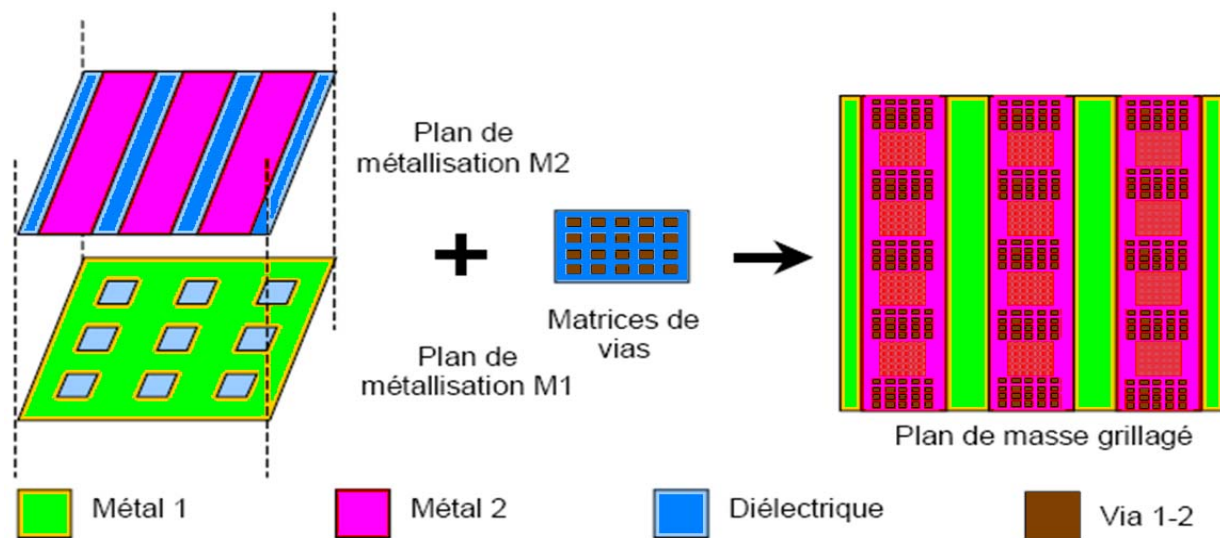 Plan de
métallisation M2
Matrices de
vias
Plan de
métallisation M1
Plan de masse grillagé
Métal 1
Métal 2
Diélectrique
Via 1-2